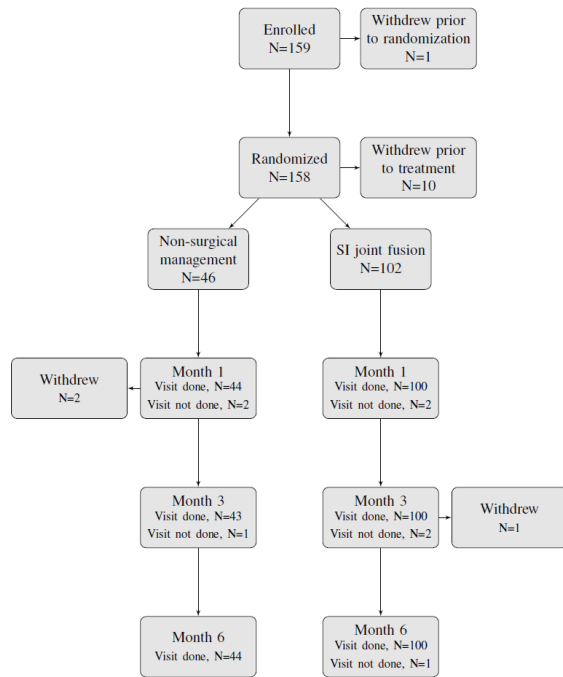 Enrolled
N=159
Withdrew prior
to randomization
N=1
Randomized
N=158
Withdrew prior
to treatment
N=10
Non-surgical
management
N=46
SI joint fusion
N=102
Month 1
Visit done, N=44
Visit not done, N=2
Withdrew
N=2
Month 1
Visit done, N=100
Visit not done, N=2
Month 3
Visit done, N=43
Visit not done, N=1
Month 3
Visit done, N=100
Visit not done, N=2
Withdrew
N=1
Month 6
Visit done, N=44
Month 6
Visit done, N=100
Visit not done, N=1